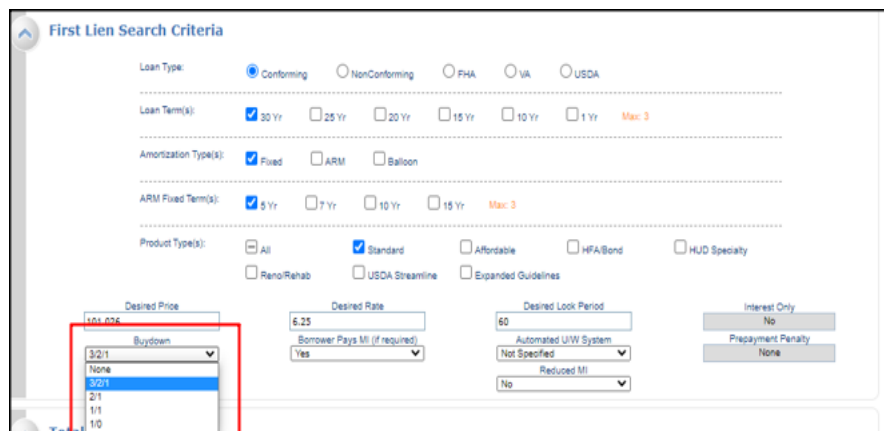 First Lien Search Criteria
Loan Type: Conforming NonConforming FHA VA USDA
Loan Term(s): 30 Yr 25 Yr 20 Yr 15 Yr 10 Yr 1 Yr Max: 3
Amortization Type(s): Fixed ARM Balloon
ARM Fixed Term(s): 5 Yr 7 Yr 10 Yr 15 Yr Max: 3
Product Type(s): All Standard Affordable HFA/Bond HUD Specialty
Reno/Rehab USDA Streamline Expanded Guidelines
Desired Price Desired Rate Desired Lock Period Interest Only
101.026 6.25 60 No
Buydown Borrower Pays MI (if required) Automated U/W System Prepayment Penalty
3/2/1 Yes Not Specified None
None Reduced MI
3/2/1 No
2/1
1/1
1/0